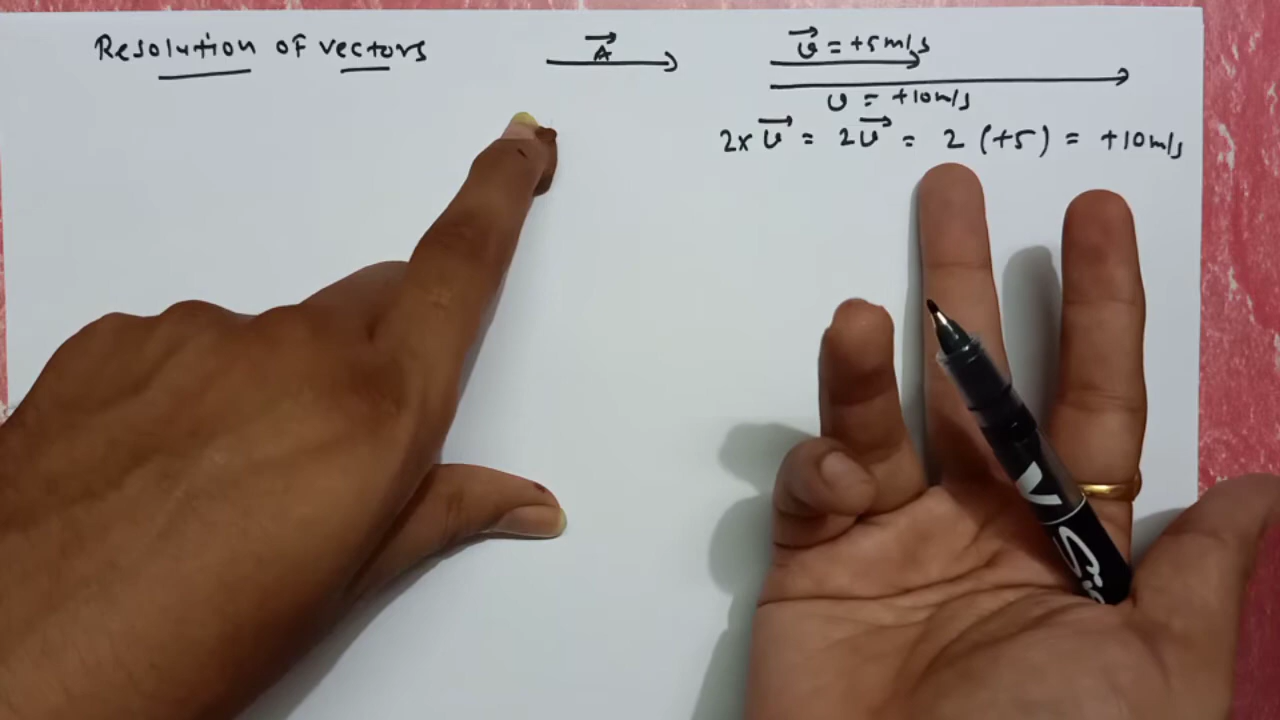 Resolution of vectors
A
v = +5m/s
v = +10m/s
2x v = 2v = 2 (+5) = +10m/s
V